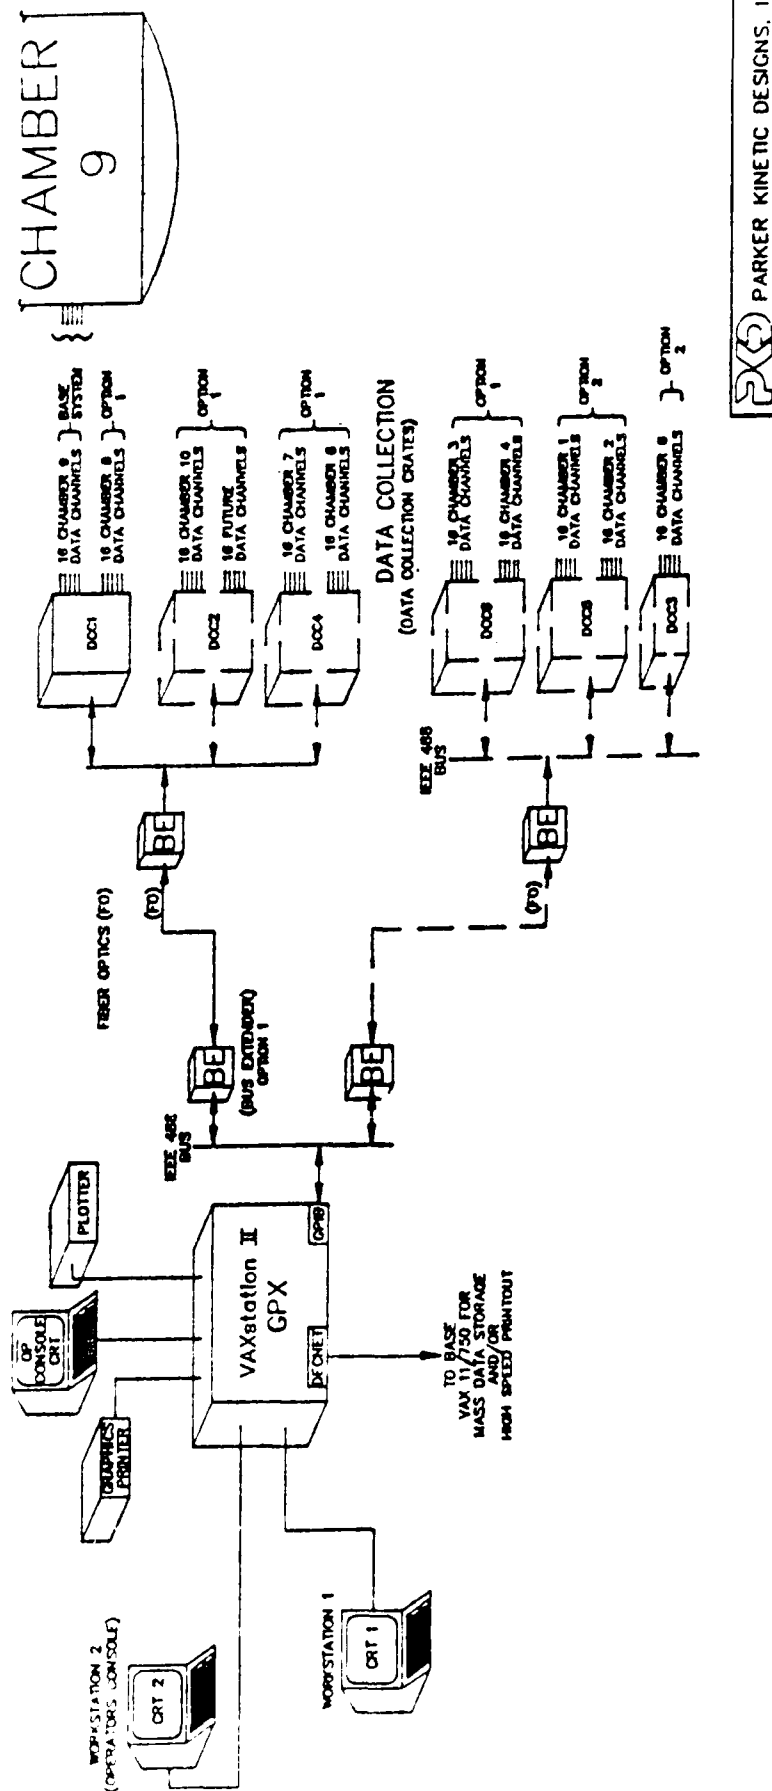 CHAMBER
9
16 CHAMBER 9
DATA CHANNELS
BASE
SYSTEM
16 CHAMBER 8
DATA CHANNELS
OPTION
1
16 CHAMBER 10
DATA CHANNELS
16 FUTURE
DATA CHANNELS
OPTION
1
16 CHAMBER 7
DATA CHANNELS
16 CHAMBER 6
DATA CHANNELS
OPTION
1
DATA COLLECTION
(DATA COLLECTION CRATES)
16 CHAMBER 3
DATA CHANNELS
16 CHAMBER 4
DATA CHANNELS
OPTION
1
16 CHAMBER 1
DATA CHANNELS
16 CHAMBER 2
DATA CHANNELS
OPTION
2
DATA CHANNELS
OPTION
2
DCC1
DCC2
DCC4
DCC3
IEEE 488
BUS
BE
BE
FIBER OPTICS (FO)
(FO)
(FO)
BE
(BUS EXTENDER)
OPTION 1
BE
IEEE 488
BUS
PLOTTER
OP
CONSOLE
CRT
GRAPHICS
PRINTER
VAXstation II
GPX
GPIB
DECNET
TO BASE
VAX 11/750 FOR
MASS DATA STORAGE
AND/OR
HIGH SPEED PRINTOUT
WORKSTATION 2
(OPERATORS CONSOLE)
CRT 2
WORKSTATION 1
CRT 1
PKD PARKER KINETIC DESIGNS, I